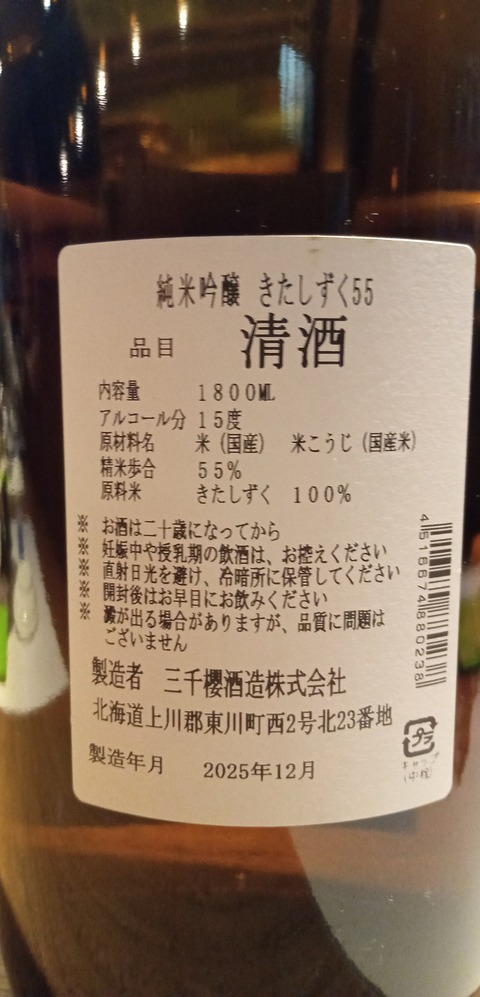 純米吟醸 きたしずく55
品目 清酒
内容量 1800ML
アルコール分 15度
原材料名 米(国産) 米こうじ(国産米)
精米歩合 55%
原料米 きたしずく 100%
※ お酒は二十歳になってから
※ 妊娠中や授乳期の飲酒は、お控えください
※ 直射日光を避け、冷暗所に保管してください
※ 開封後はお早目にお飲みください
※ 澱が出る場合がありますが、品質に問題は
ございません
製造者 三千櫻酒造株式会社
北海道上川郡東川町西2号北23番地
製造年月 2025年12月
4516674880238
プラ
キャップ
(中栓)